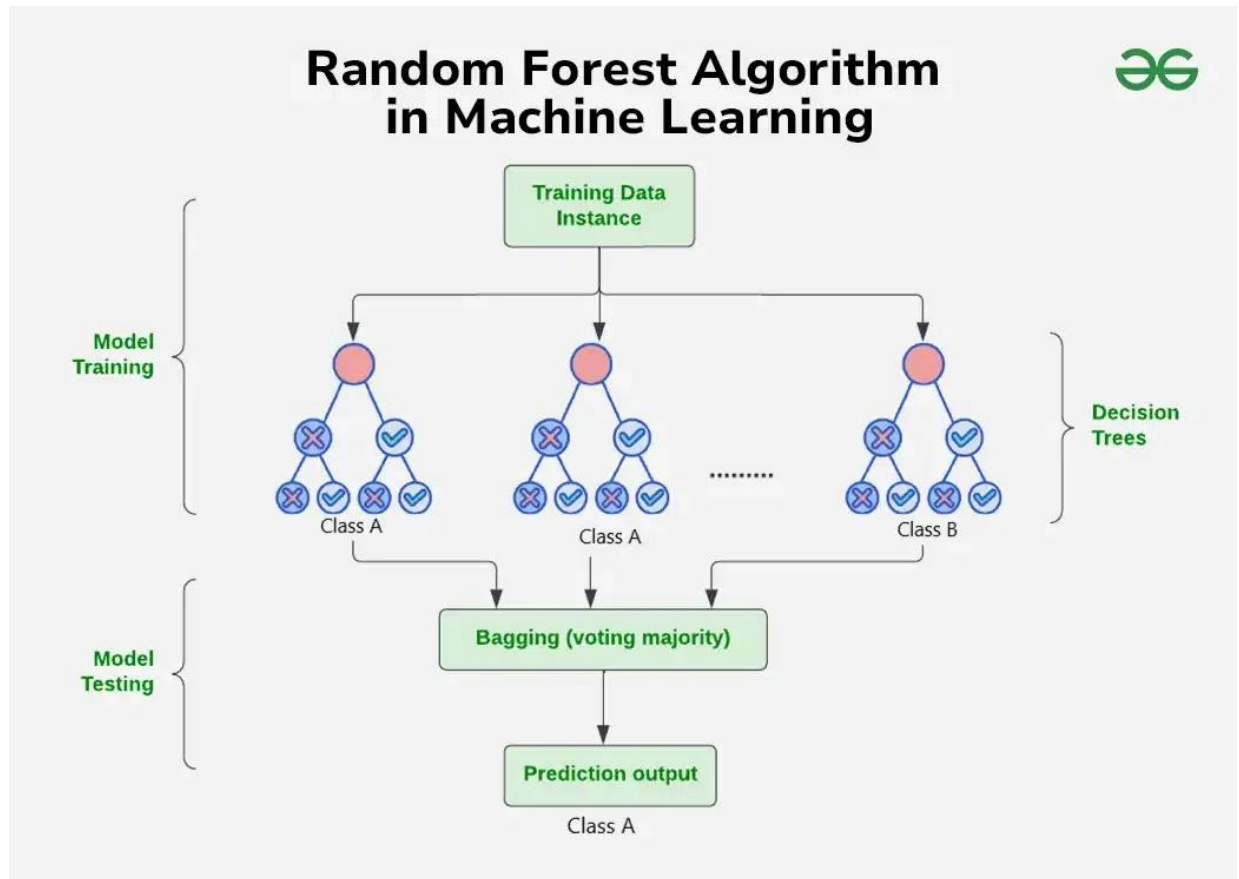 Random Forest Algorithm
in Machine Learning
Training Data
Instance
Model
Training
Decision
Trees
.........
Class A
Class A
Class B
Bagging (voting majority)
Model
Testing
Prediction output
Class A